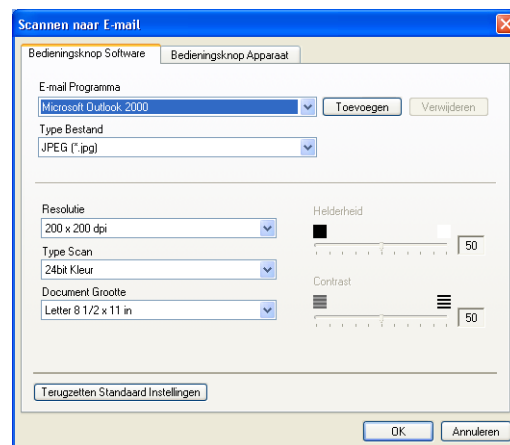 Scannen naar E-mail
Bedieningsknop Software Bedieningsknop Apparaat
E-mail Programma
Microsoft Outlook 2000 Toevoegen Verwijderen
Type Bestand
JPEG (*.jpg)
Resolutie Helderheid
200 x 200 dpi 50
Type Scan
24bit Kleur Contrast
Document Grootte
Letter 8 1/2 x 11 in 50
Terugzetten Standaard Instellingen
OK Annuleren